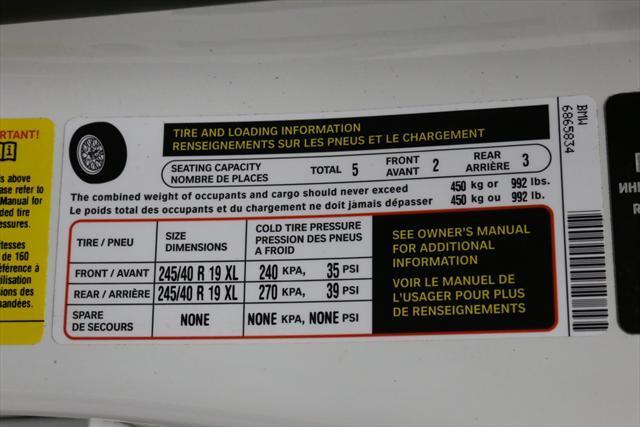 RTANT!
s above
ase refer to
Manual for
ded tire
essures.
tesses
de 160
éférence à
ilisation
sions des
mandées.
TIRE AND LOADING INFORMATION
RENSEIGNEMENTS SUR LES PNEUS ET LE CHARGEMENT
SEATING CAPACITY
NOMBRE DE PLACES
TOTAL 5
FRONT
AVANT 2
REAR
ARRIÈRE 3
The combined weight of occupants and cargo should never exceed 450 kg or 992 lbs.
Le poids total des occupants et du chargement ne doit jamais dépasser 450 kg ou 992 lb.
TIRE / PNEU
SIZE
DIMENSIONS
COLD TIRE PRESSURE
PRESSION DES PNEUS
A FROID
FRONT / AVANT 245/40 R 19 XL 240 KPA, 35 PSI
REAR / ARRIÈRE 245/40 R 19 XL 270 KPA, 39 PSI
SPARE
DE SECOURS
NONE NONE KPA, NONE PSI
SEE OWNER'S MANUAL
FOR ADDITIONAL
INFORMATION
VOIR LE MANUEL DE
L'USAGER POUR PLUS
DE RENSEIGNEMENTS
BMW
6865834